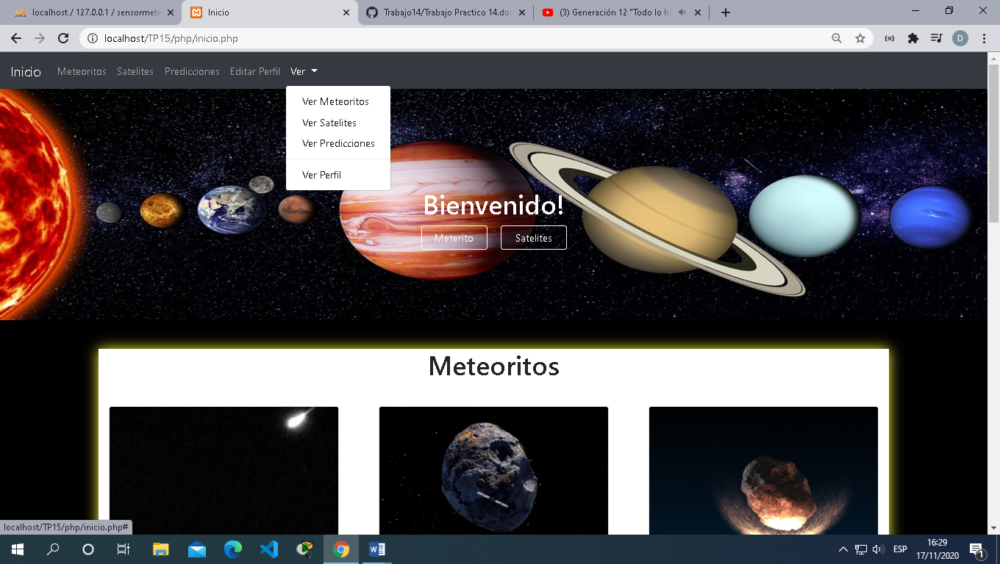 localhost / 127.0.0.1 / sensormete
Inicio
Trabajo14/Trabajo Practico 14.doc
(3) Generación 12 "Todo lo ha
localhost/TP15/php/inicio.php
D
Inicio Meteoritos Satelites Predicciones Editar Perfil Ver
Ver Meteoritos
Ver Satelites
Ver Predicciones
Ver Perfil
Bienvenido!
Meterito Satelites
Meteoritos
localhost/TP15/php/inicio.php#
ESP
16:29
17/11/2020
1